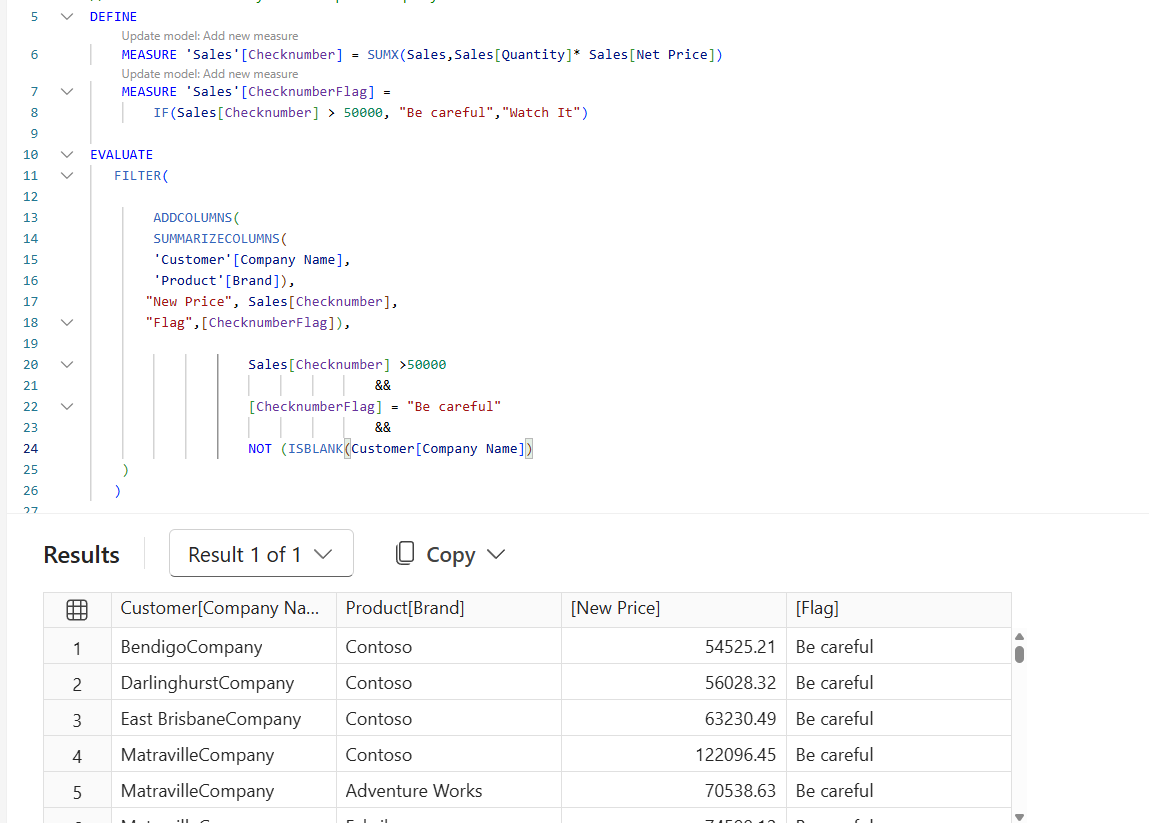 5 DEFINE
Update model: Add new measure
6 MEASURE 'Sales'[Checknumber] = SUMX(Sales,Sales[Quantity]* Sales[Net Price])
Update model: Add new measure
7 MEASURE 'Sales'[ChecknumberFlag] =
8 IF(Sales[Checknumber] > 50000, "Be careful","Watch It")
9
10 EVALUATE
11 FILTER(
12
13 ADDCOLUMNS(
14 SUMMARIZECOLUMNS(
15 'Customer'[Company Name],
16 'Product'[Brand]),
17 "New Price", Sales[Checknumber],
18 "Flag",[ChecknumberFlag]),
19
20 Sales[Checknumber] >50000
21 &&
22 [ChecknumberFlag] = "Be careful"
23 &&
24 NOT (ISBLANK(Customer[Company Name])
25 )
26 )
27
Results Result 1 of 1 Copy
Customer[Company Na... Product[Brand] [New Price] [Flag]
1 BendigoCompany Contoso 54525.21 Be careful
2 DarlinghurstCompany Contoso 56028.32 Be careful
3 East BrisbaneCompany Contoso 63230.49 Be careful
4 MatravilleCompany Contoso 122096.45 Be careful
5 MatravilleCompany Adventure Works 70538.63 Be careful